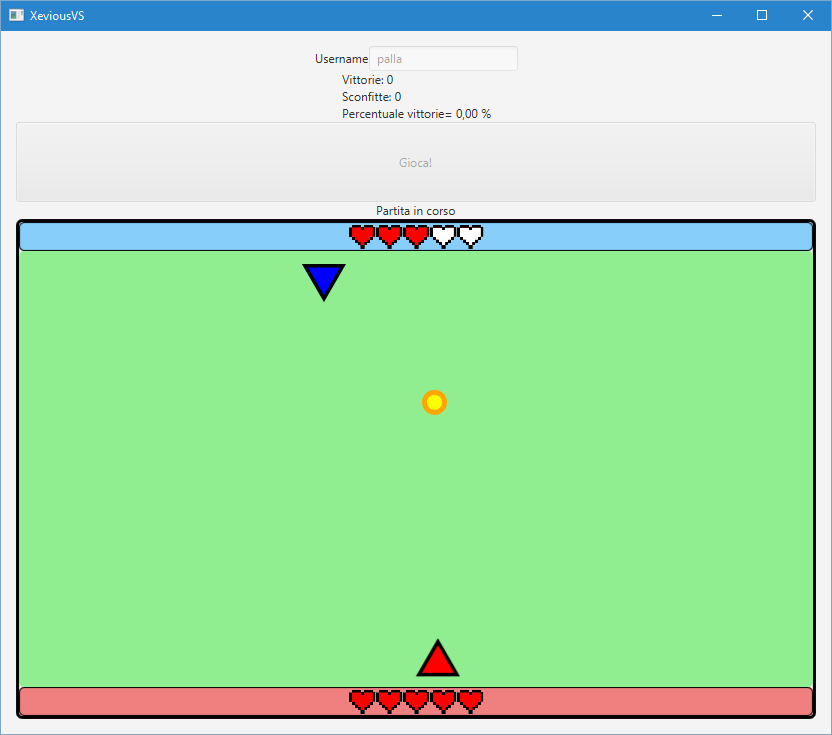 XeviousVS
Username palla
Vittorie: 0
Sconfitte: 0
Percentuale vittorie= 0,00 %
Gioca!
Partita in corso